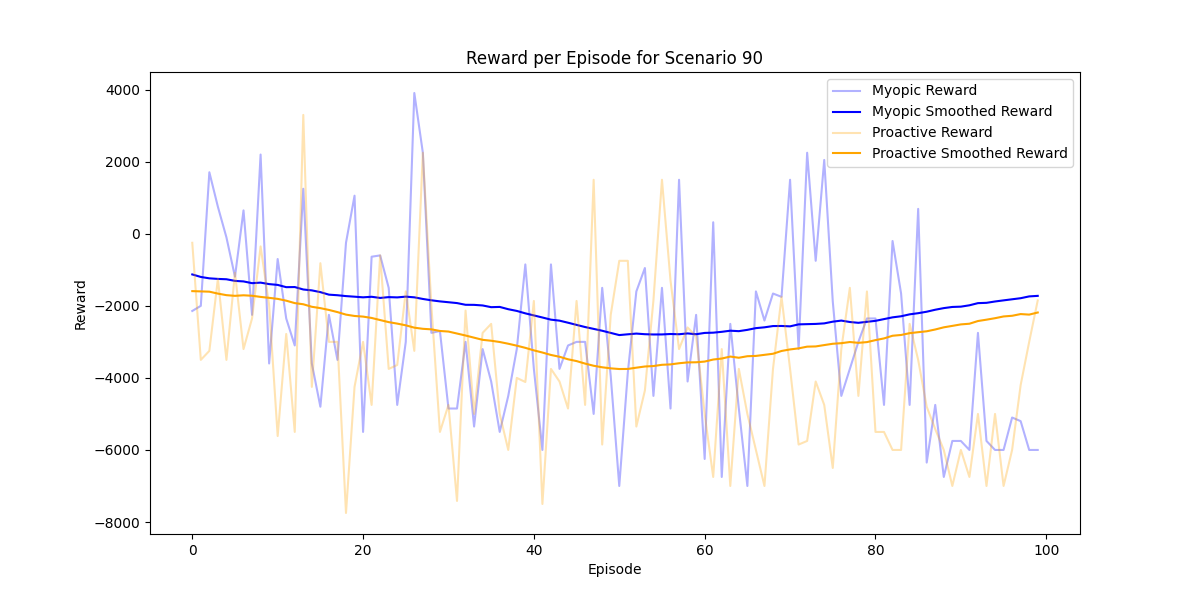 Reward per Episode for Scenario 90
Myopic Reward
Myopic Smoothed Reward
Proactive Reward
Proactive Smoothed Reward
4000
2000
0
−2000
−4000
−6000
−8000
Reward
0 20 40 60 80 100
Episode